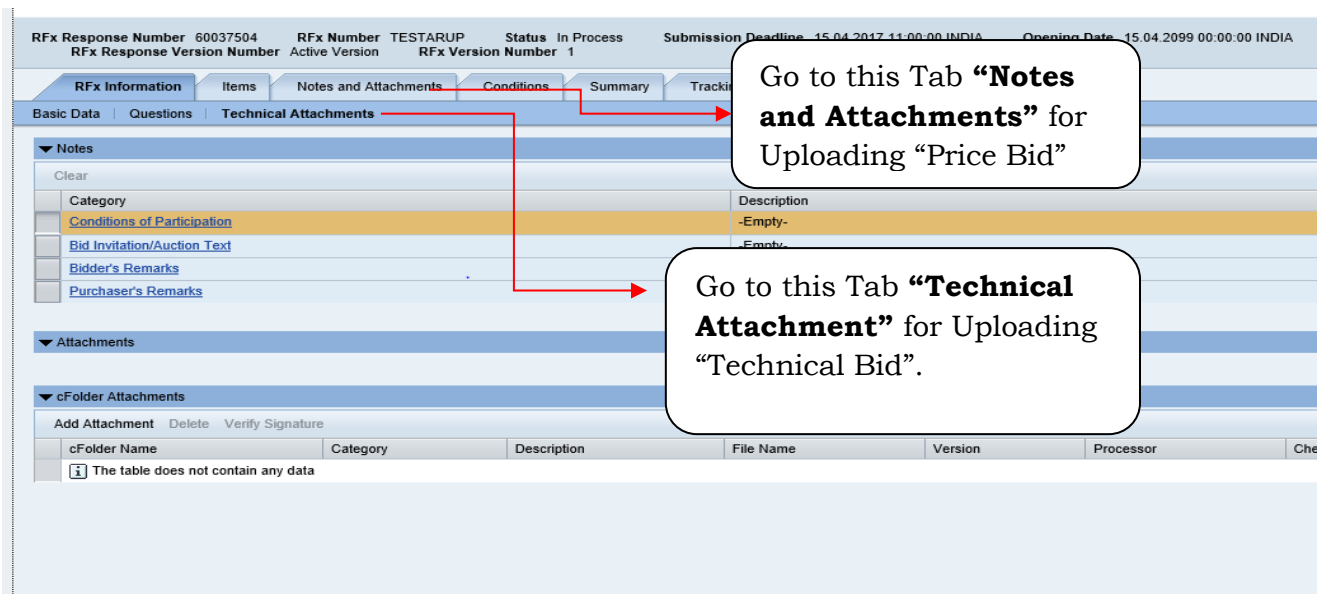 RFx Response Number 60037504 RFx Number TESTARUP Status In Process Submission Deadline 15.04.2017 11:00:00 INDIA Opening Date 15.04.2099 00:00:00 INDIA
RFx Response Version Number Active Version RFx Version Number 1
RFx Information Items Notes and Attachments Conditions Summary
Basic Data | Questions | Technical Attachments
Go to this Tab “Notes
and Attachments” for
Uploading “Price Bid”
Notes
Clear
Category Description
Conditions of Participation -Empty-
Bid Invitation/Auction Text -Empty-
Bidder's Remarks
Purchaser's Remarks
Go to this Tab “Technical
Attachment” for Uploading
“Technical Bid”.
Attachments
cFolder Attachments
Add Attachment Delete Verify Signature
cFolder Name Category Description File Name Version Processor Che
The table does not contain any data